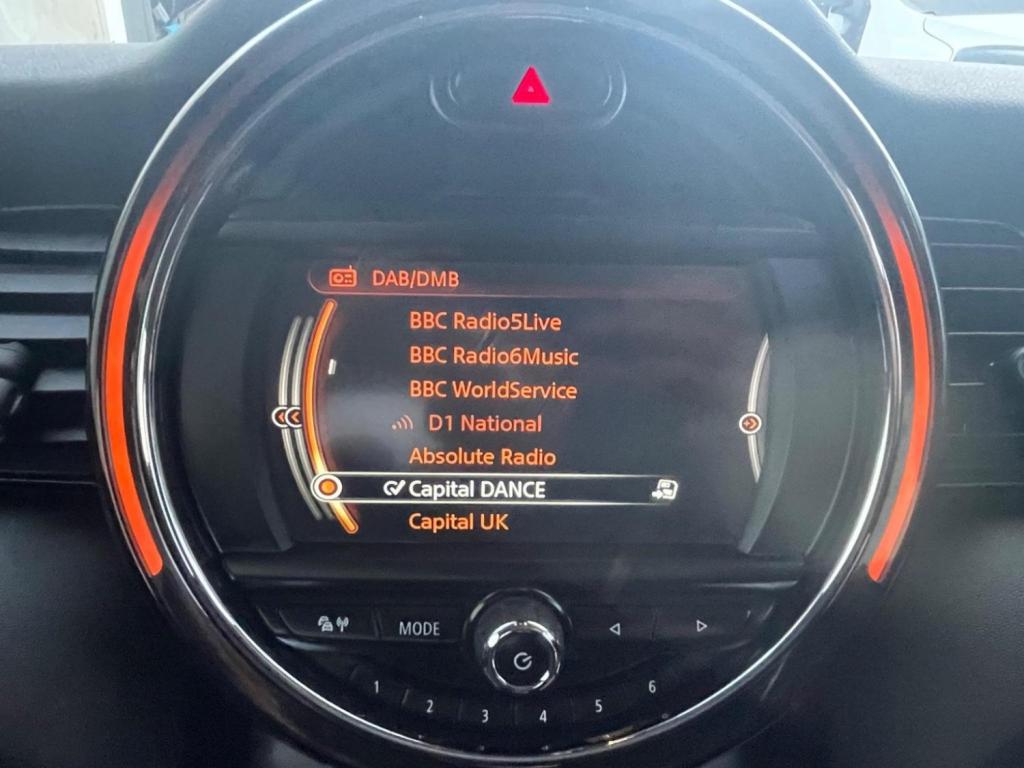 DAB/DMB
BBC Radio5Live
BBC Radio6Music
BBC WorldService
D1 National
Absolute Radio
Capital DANCE
Capital UK
MODE
1 2 3 4 5 6